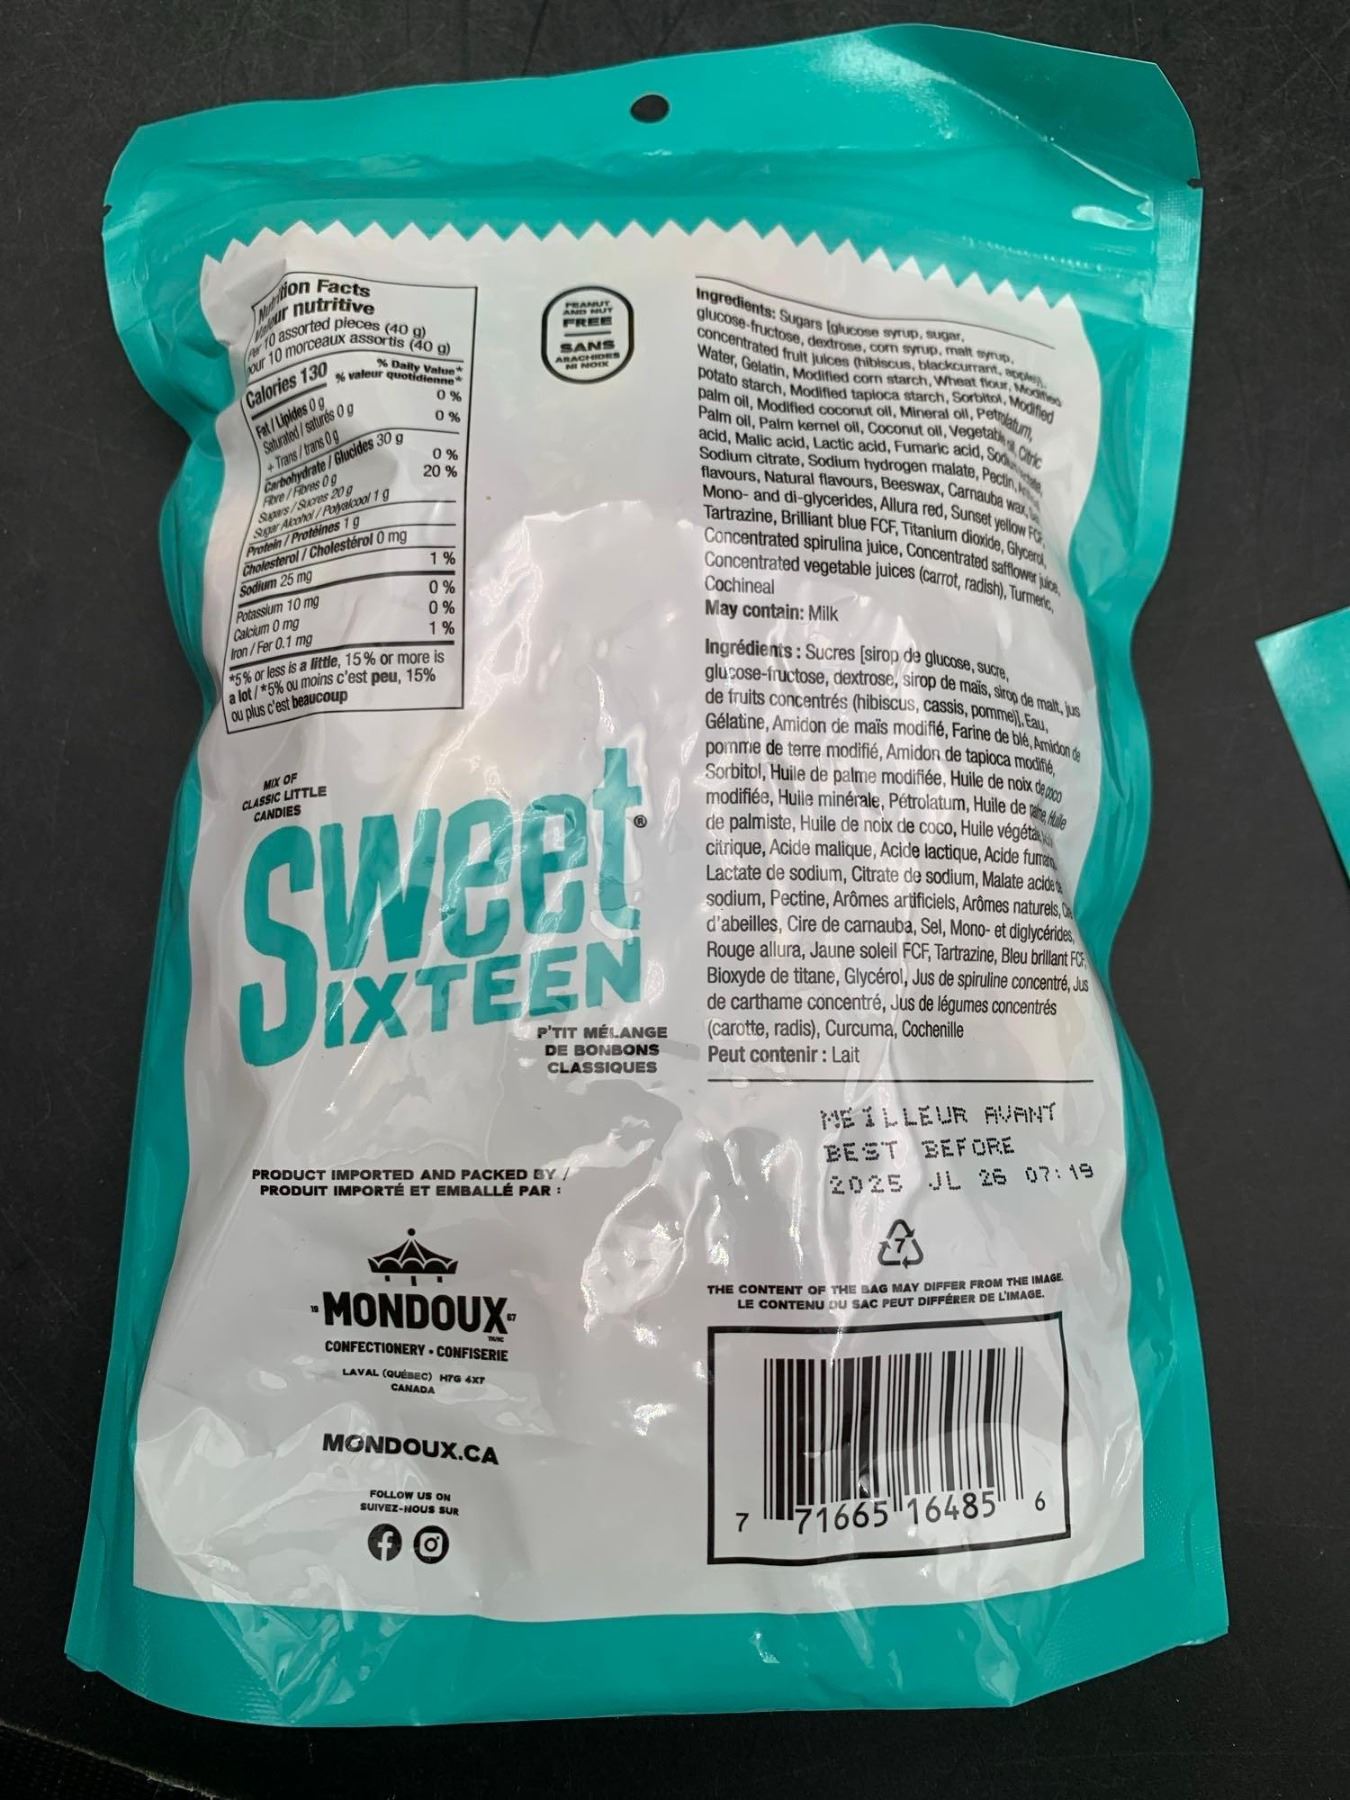 Nutrition Facts
Valeur nutritive
Per 10 assorted pieces (40 g)
pour 10 morceaux assortis (40 g)
Calories 130
% Daily Value*
% valeur quotidienne*
Fat / Lipides 0 g 0 %
Saturated / saturés 0 g
+ Trans / trans 0 g 0 %
Carbohydrate / Glucides 30 g
Fibre / Fibres 0 g 0 %
Sugars / Sucres 20 g 20 %
Sugar Alcohol / Polyalcool 1 g
Protein / Protéines 1 g
Cholesterol / Cholestérol 0 mg
Sodium 25 mg 1 %
Potassium 10 mg 0 %
Calcium 0 mg 0 %
Iron / Fer 0.1 mg 1 %
*5% or less is a little, 15% or more is
a lot / *5% ou moins c'est peu, 15%
ou plus c'est beaucoup
PEANUT
AND NUT
FREE
SANS
ARACHIDES
NI NOIX
Ingredients: Sugars (glucose syrup, sugar,
glucose-fructose, dextrose, corn syrup, malt syrup,
concentrated fruit juices (hibiscus, blackcurrant, apple),
Water, Gelatin, Modified corn starch, Wheat flour, Modified
potato starch, Modified tapioca starch, Sorbitol, Modified
palm oil, Modified coconut oil, Mineral oil, Petrolatum,
Palm oil, Palm kernel oil, Coconut oil, Vegetable Citric
acid, Malic acid, Lactic acid, Fumaric acid,
Sodium citrate, Sodium hydrogen malate, Pectin,
flavours, Natural flavours, Beeswax, Carnauba wax,
Mono- and di-glycerides, Allura red, Sunset yellow FCF,
Tartrazine, Brilliant blue FCF, Titanium dioxide, Glycerol,
Concentrated spirulina juice, Concentrated safflower juice,
Concentrated vegetable juices (carrot, radish), Turmeric,
Cochineal
May contain: Milk
Ingrédients : Sucres [sirop de glucose, sucre,
glucose-fructose, dextrose, sirop de maïs, sirop de malt, jus
de fruits concentrés (hibiscus, cassis, pomme)], Eau,
Gélatine, Amidon de maïs modifié, Farine de blé, Amidon de
pomme de terre modifié, Amidon de tapioca modifié,
Sorbitol, Huile de palme modifiée, Huile de noix de coco
modifiée, Huile minérale, Pétrolatum, Huile de palme, Huile
de palmiste, Huile de noix de coco, Huile
citrique, Acide malique, Acide lactique, Acide
Lactate de sodium, Citrate de sodium, Malate acide de
sodium, Pectine, Arômes artificiels, Arômes naturels,
d'abeilles, Cire de carnauba, Sel, Mono- et diglycérides,
Rouge allura, Jaune soleil FCF, Tartrazine, Bleu brillant FCF,
Bioxyde de titane, Glycérol, Jus de spiruline concentré, Jus
de carthame concentré, Jus de légumes concentrés
(carotte, radis), Curcuma, Cochenille
Peut contenir : Lait
MIX OF
CLASSIC LITTLE
CANDIES
Sweet®
SIXTEEN
P'TIT MÉLANGE
DE BONBONS
CLASSIQUES
MEILLEUR AVANT
BEST BEFORE
2025 JL 26 07:19
PRODUCT IMPORTED AND PACKED BY /
PRODUIT IMPORTÉ ET EMBALLÉ PAR :
19 MONDOUX 67
CONFECTIONERY • CONFISERIE
LAVAL (QUÉBEC) H7G 4X7
CANADA
MONDOUX.CA
FOLLOW US ON
SUIVEZ-NOUS SUR
7
THE CONTENT OF THE BAG MAY DIFFER FROM THE IMAGE.
LE CONTENU DU SAC PEUT DIFFÉRER DE L'IMAGE.
7 71665 16485 6